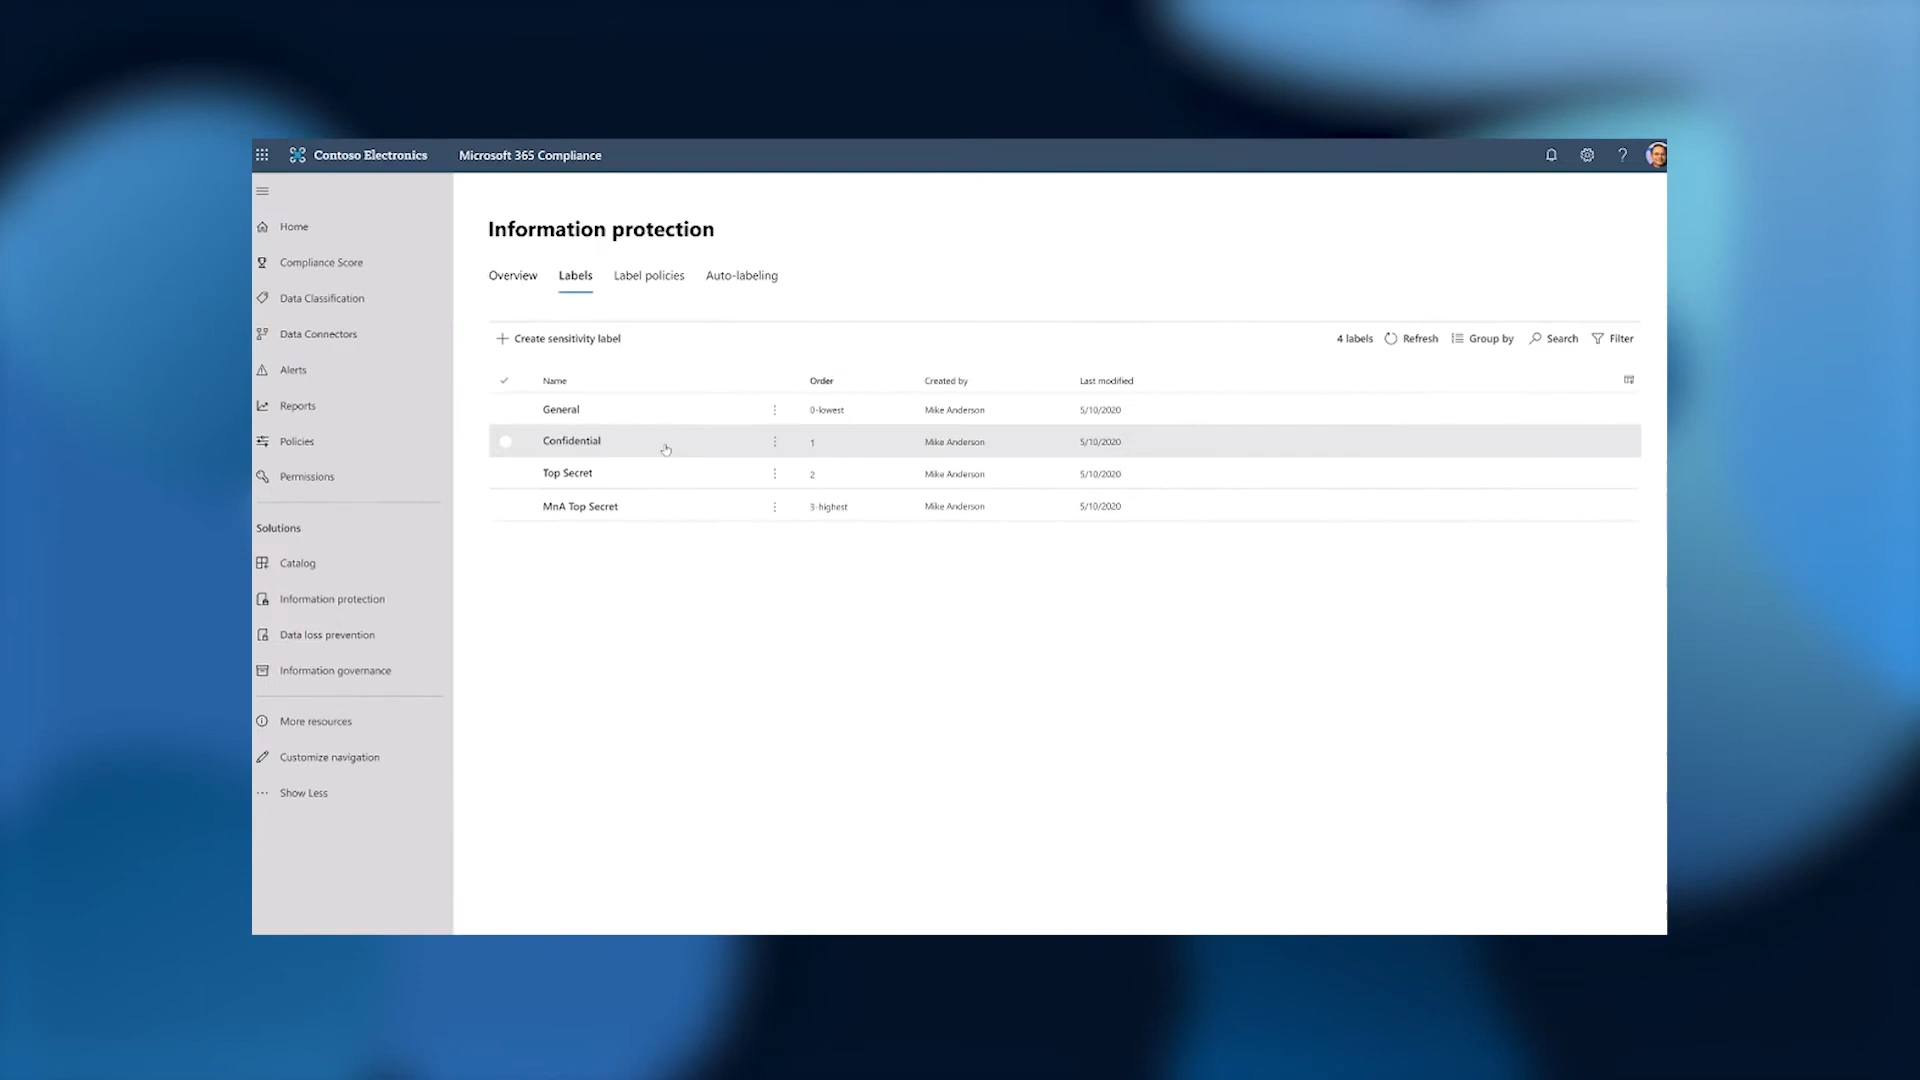 Contoso Electronics Microsoft 365 Compliance ?
Home
Compliance Score
Data Classification
Data Connectors
Alerts
Reports
Policies
Permissions
Solutions
Catalog
Information protection
Data loss prevention
Information governance
More resources
Customize navigation
Show Less
Information protection
Overview Labels Label policies Auto-labeling
Create sensitivity label 4 labels Refresh Group by Search Filter
Name Order Created by Last modified
General 0-lowest Mike Anderson 5/10/2020
Confidential 1 Mike Anderson 5/10/2020
Top Secret 2 Mike Anderson 5/10/2020
MnA Top Secret 3-highest Mike Anderson 5/10/2020